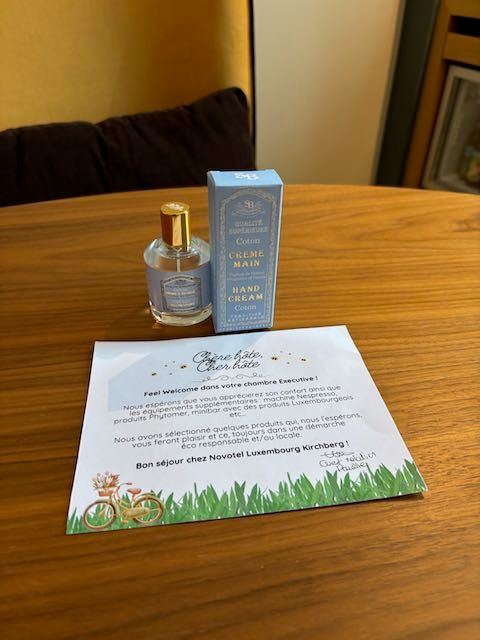 SB
QUALITÉ
SUPÉRIEURE
Coton
CREME
MAIN
HAND
CREAM
Coton
Chère hôte,
Cher hôte
Feel Welcome dans votre chambre Executive !
Nous espérons que vous apprécierez son confort ainsi que
les équipements supplémentaires : machine Nespresso,
produits Phytomer, minibar avec des produits Luxembourgeois
etc...
Nous avons sélectionné quelques produits qui, nous l'espérons,
vous feront plaisir et ce, toujours dans une démarche
éco responsable et/ou locale.
Bon séjour chez Novotel Luxembourg Kirchberg !